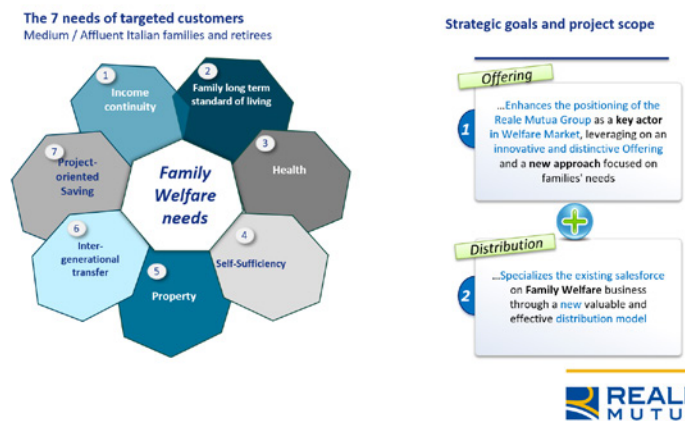 The 7 needs of targeted customers
Medium / Affluent Italian families and retirees
1
Income
continuity
2
Family long term
standard of living
3
Health
4
Self-Sufficiency
5
Property
6
Inter-
generational
transfer
7
Project-
oriented
Saving
Family
Welfare
needs
Strategic goals and project scope
Offering
1
...Enhances the positioning of the
Reale Mutua Group as a key actor
in Welfare Market, leveraging on an
innovative and distinctive Offering
and a new approach focused on
families' needs
Distribution
2
...Specializes the existing salesforce
on Family Welfare business
through a new valuable and
effective distribution model
REAL
MUTU